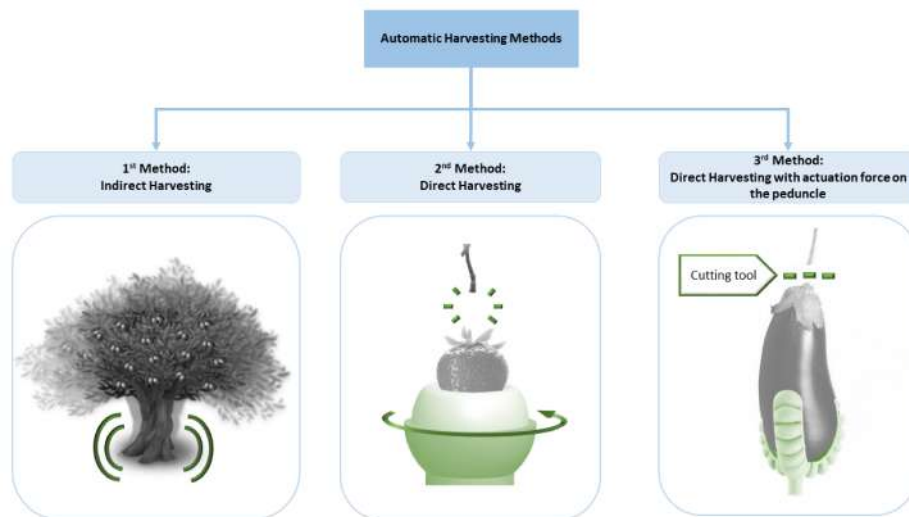 Automatic Harvesting Methods
1st Method:
Indirect Harvesting
2nd Method:
Direct Harvesting
3rd Method:
Direct Harvesting with actuation force on
the peduncle
Cutting tool